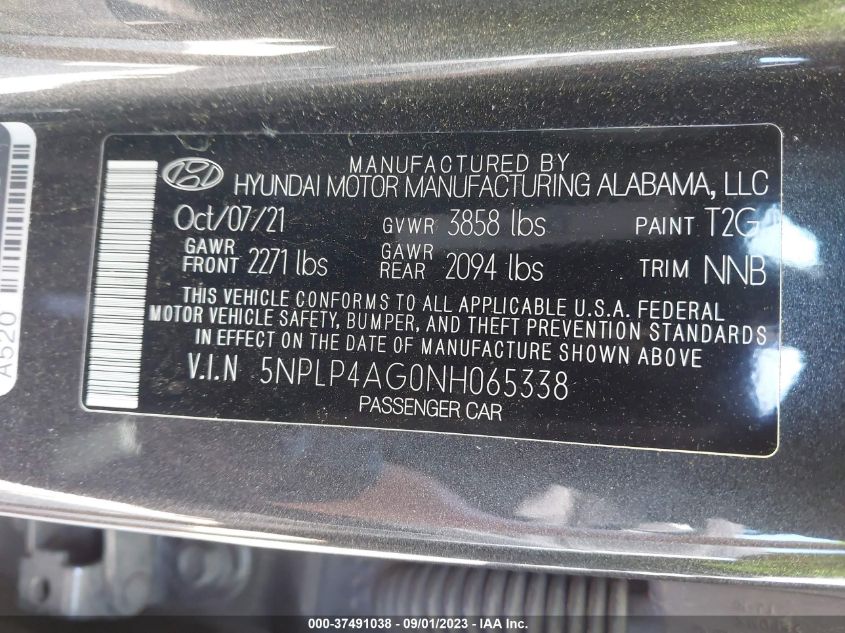 MANUFACTURED BY
HYUNDAI MOTOR MANUFACTURING ALABAMA, LLC
Oct/07/21 GVWR 3858 lbs PAINT T2G
GAWR FRONT 2271 lbs GAWR REAR 2094 lbs TRIM NNB
THIS VEHICLE CONFORMS TO ALL APPLICABLE U.S.A. FEDERAL
MOTOR VEHICLE SAFETY, BUMPER, AND THEFT PREVENTION STANDARDS
IN EFFECT ON THE DATE OF MANUFACTURE SHOWN ABOVE.
V.I.N 5NPLP4AG0NH065338
PASSENGER CAR
A520
000-37491038 - 09/01/2023 - Copyright © IAA, Inc.